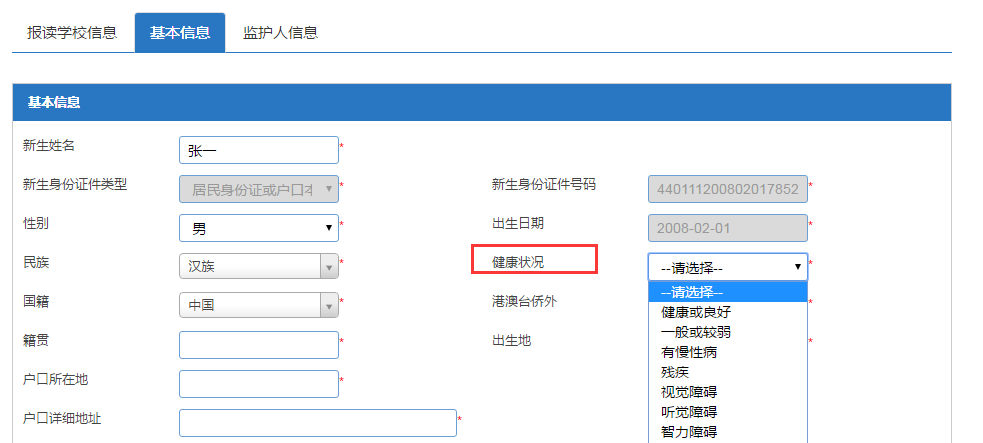 报读学校信息 基本信息 监护人信息
基本信息
新生姓名 张一 *
新生身份证件类型 居民身份证或户口本 * 新生身份证件号码 440111200802017852 *
性别 男 * 出生日期 2008-02-01 *
民族 汉族 * 健康状况 --请选择-- *
国籍 中国 * 港澳台侨外 *
籍贯 * 出生地 *
户口所在地 *
户口详细地址 *
--请选择--
健康或良好
一般或较弱
有慢性病
残疾
视觉障碍
听觉障碍
智力障碍